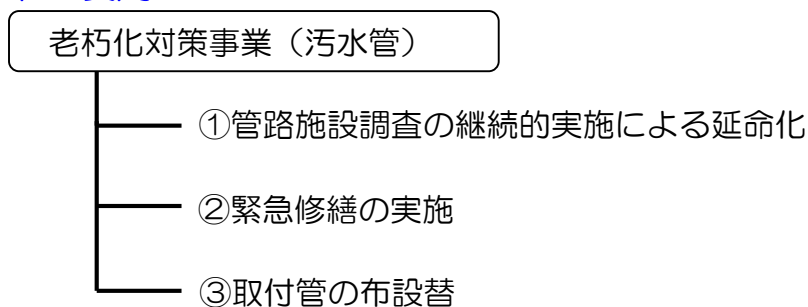 老朽化対策事業（汚水管）
①管路施設調査の継続的実施による延命化
②緊急修繕の実施
③取付管の布設替